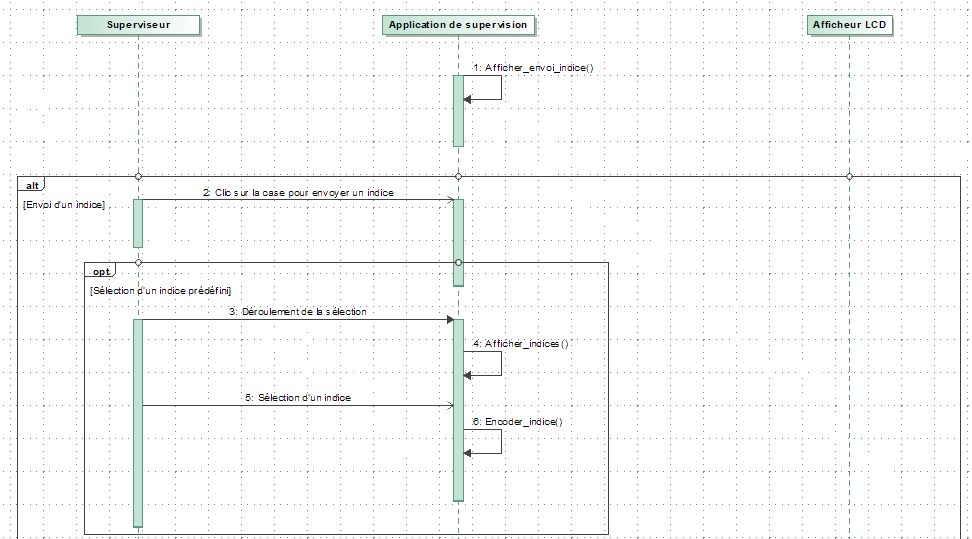 Superviseur
Application de supervision
Afficheur LCD
1: Afficher_envoi_indice()
alt
2: Clic sur la case pour envoyer un indice
[Envoi d'un indice]
opt
[Sélection d'un indice prédéfini]
3: Déroulement de la sélection
4: Afficher_indices()
5: Sélection d'un indice
6: Encoder_indice()